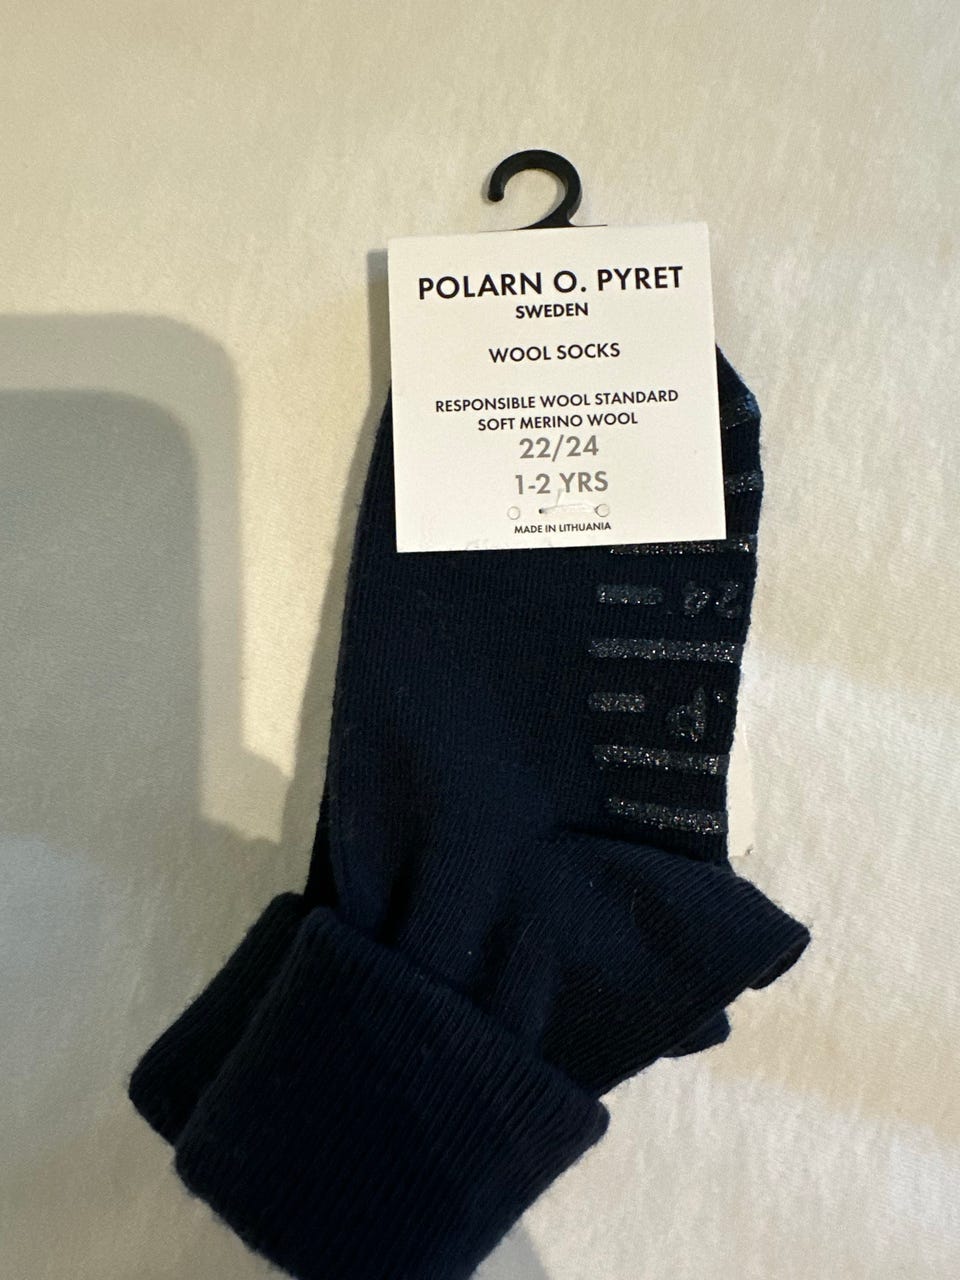 POLARN O. PYRET
SWEDEN
WOOL SOCKS
RESPONSIBLE WOOL STANDARD
SOFT MERINO WOOL
22/24
1-2 YRS
MADE IN LITHUANIA
24